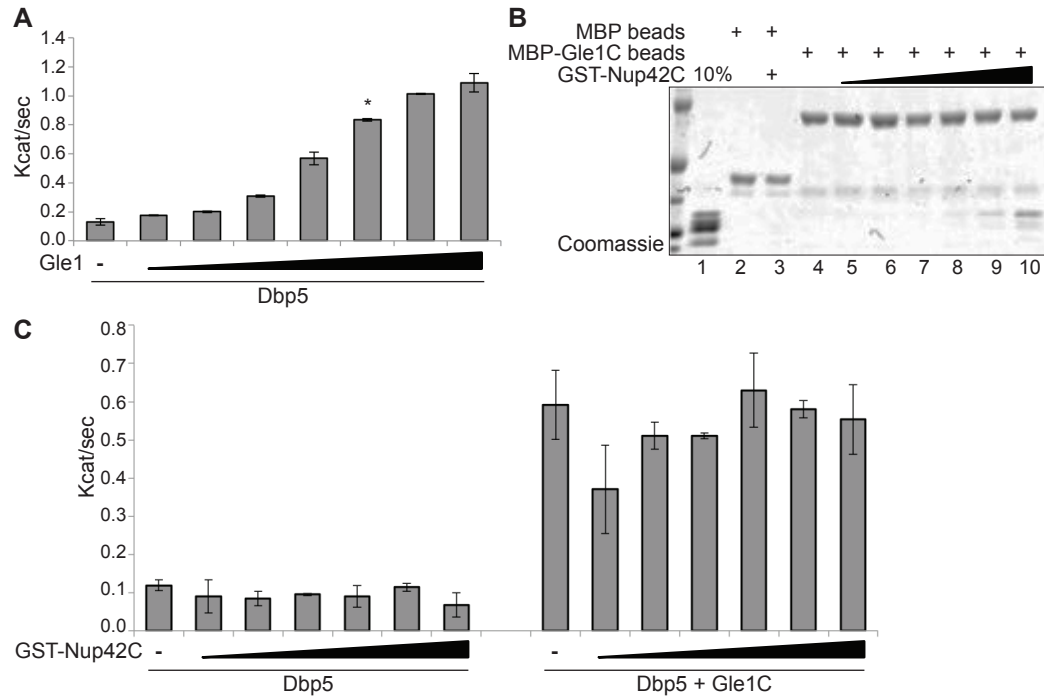 A
1.4
1.2
1.0
0.8
0.6
0.4
0.2
0.0
Kcat/sec
*
Gle1 -
Dbp5
B
MBP beads + +
MBP-Gle1C beads + + + + + + +
GST-Nup42C 10% +
Coomassie
1 2 3 4 5 6 7 8 9 10
C
0.8
0.7
0.6
0.5
0.4
0.3
0.2
0.1
0.0
Kcat/sec
GST-Nup42C - -
Dbp5 Dbp5 + Gle1C